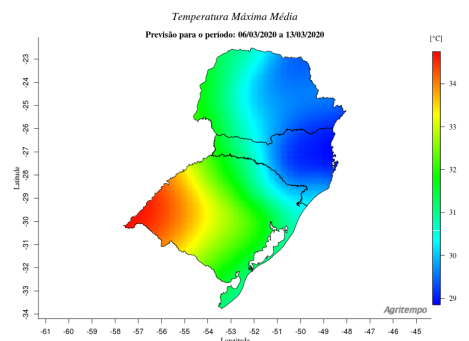 Temperatura Máxima Média
Previsão para o período: 06/03/2020 a 13/03/2020
[°C]
-23
-24
-25
-26
-27
-28
-29
-30
-31
-32
-33
-34
Latitude
34
33
32
31
30
29
Agritempo
-61 -60 -59 -58 -57 -56 -55 -54 -53 -52 -51 -50 -49 -48 -47 -46 -45
Longitude